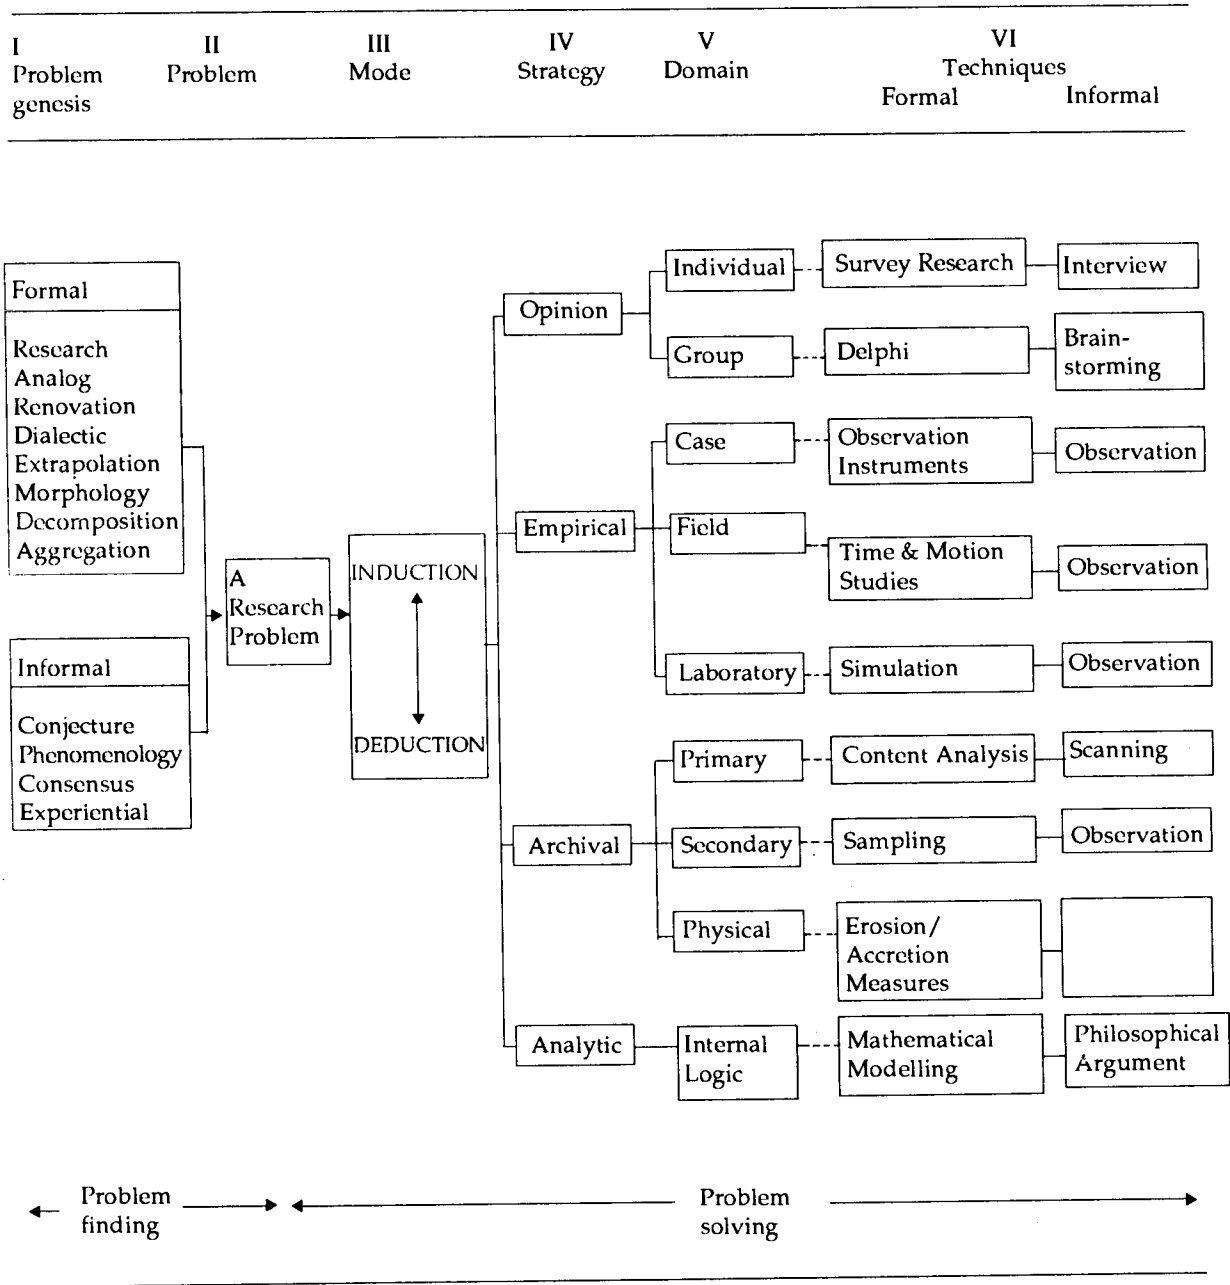 I
Problem
genesis
II
Problem
III
Mode
IV
Strategy
V
Domain
VI
Techniques
Formal
Informal
Formal
Research
Analog
Renovation
Dialectic
Extrapolation
Morphology
Decomposition
Aggregation
Informal
Conjecture
Phenomenology
Consensus
Experiential
A
Research
Problem
INDUCTION
DEDUCTION
Opinion
Individual
Survey Research
Interview
Group
Delphi
Brain-
storming
Empirical
Case
Observation
Instruments
Observation
Field
Time & Motion
Studies
Observation
Laboratory
Simulation
Observation
Archival
Primary
Content Analysis
Scanning
Secondary
Sampling
Observation
Physical
Erosion/
Accretion
Measures
Analytic
Internal
Logic
Mathematical
Modelling
Philosophical
Argument
Problem
finding
Problem
solving